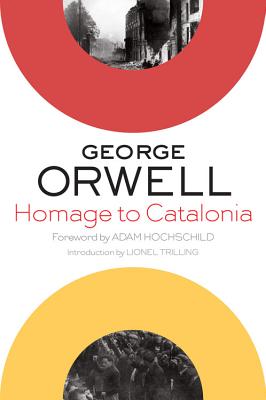 GEORGE
ORWELL
Homage to Catalonia
Foreword by ADAM HOCHSCHILD
Introduction by LIONEL TRILLING